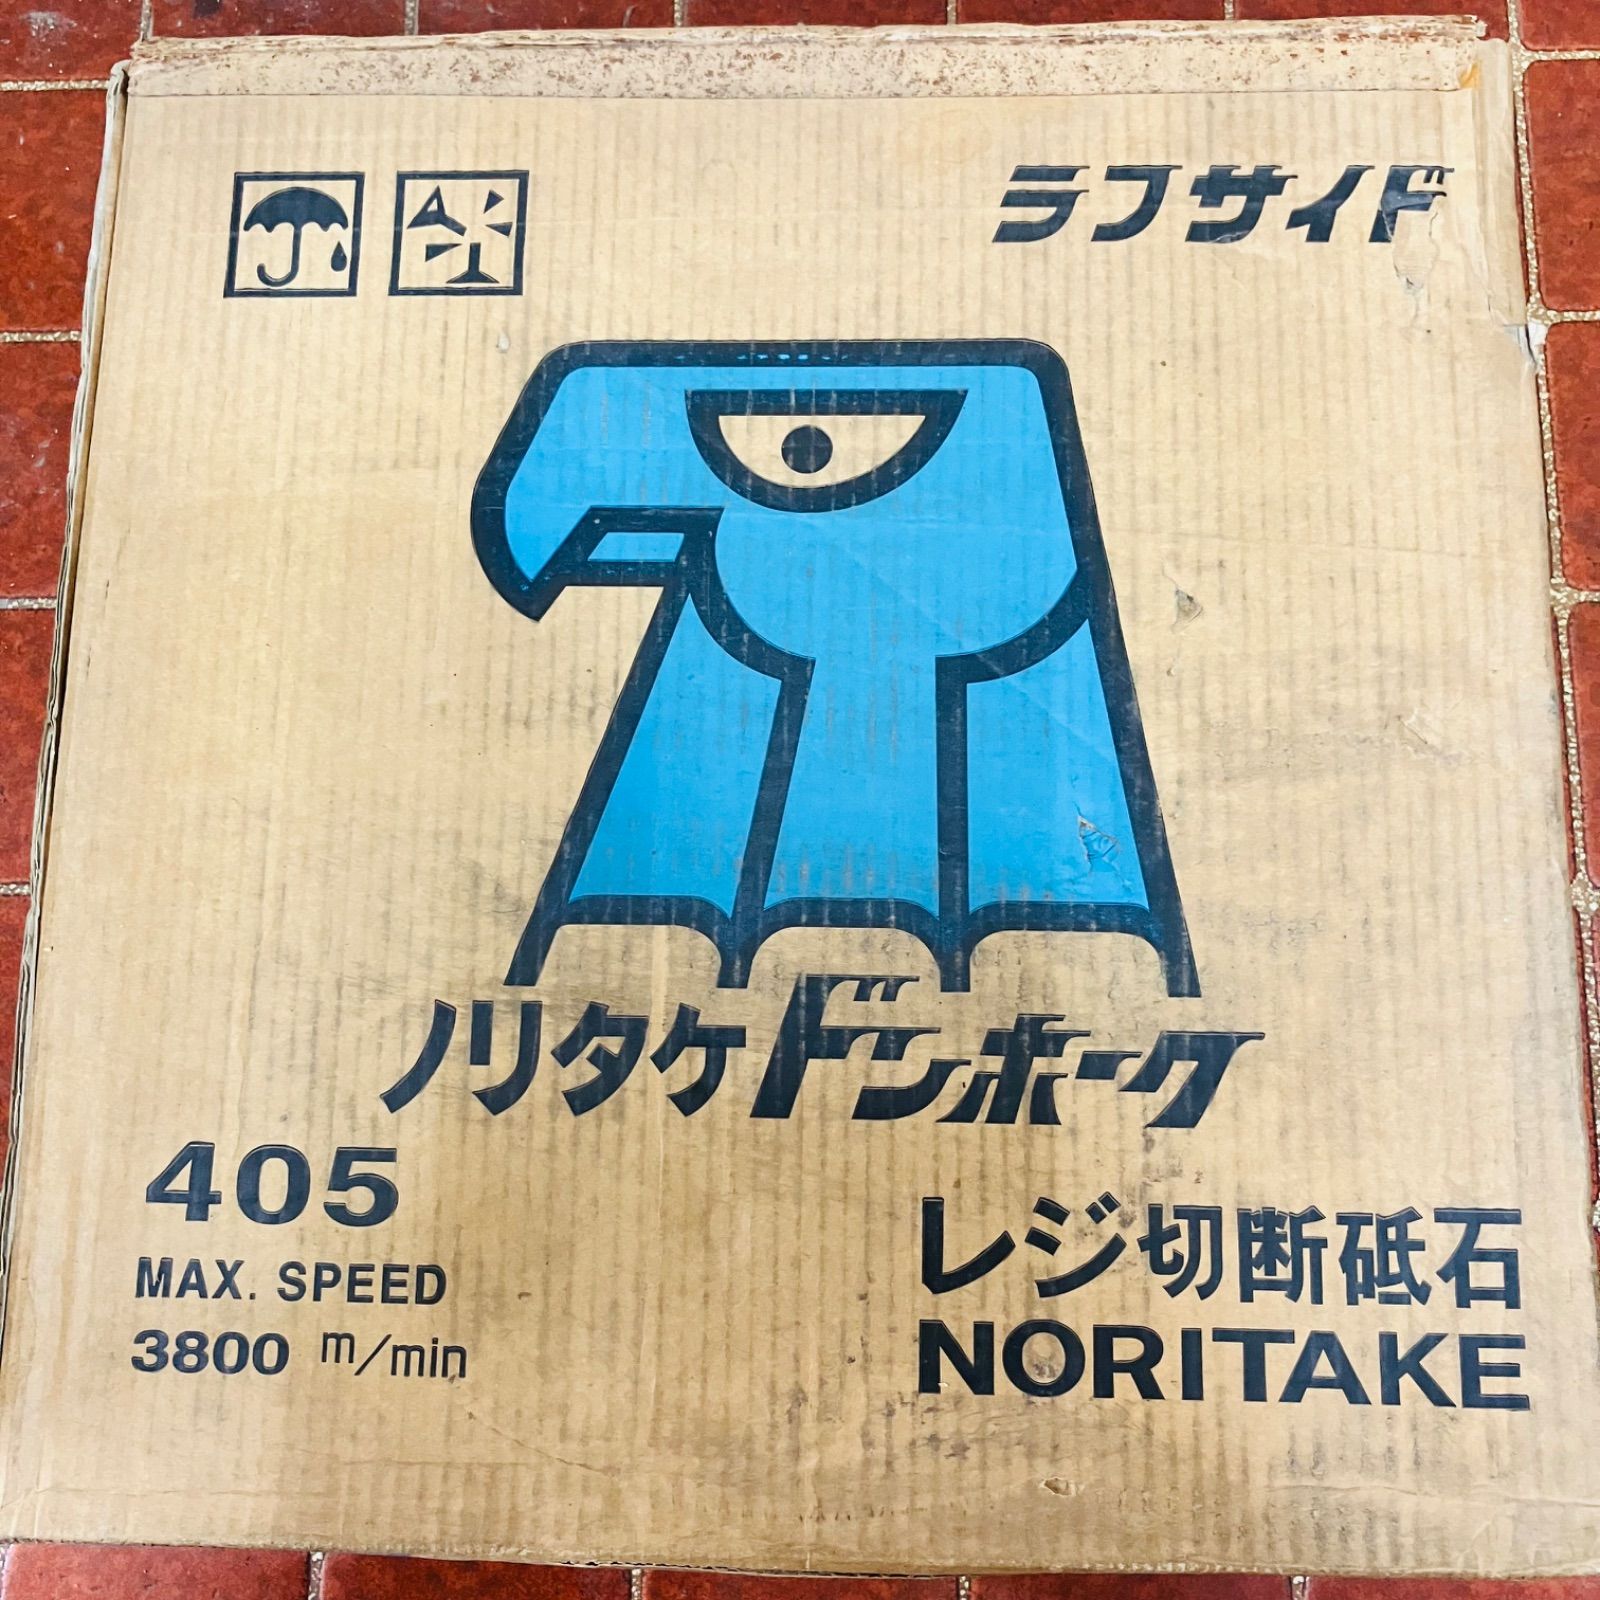 ラフサイド
ノリタケドンホーク
405
MAX. SPEED
3800 m/min
レジ切断砥石
NORITAKE